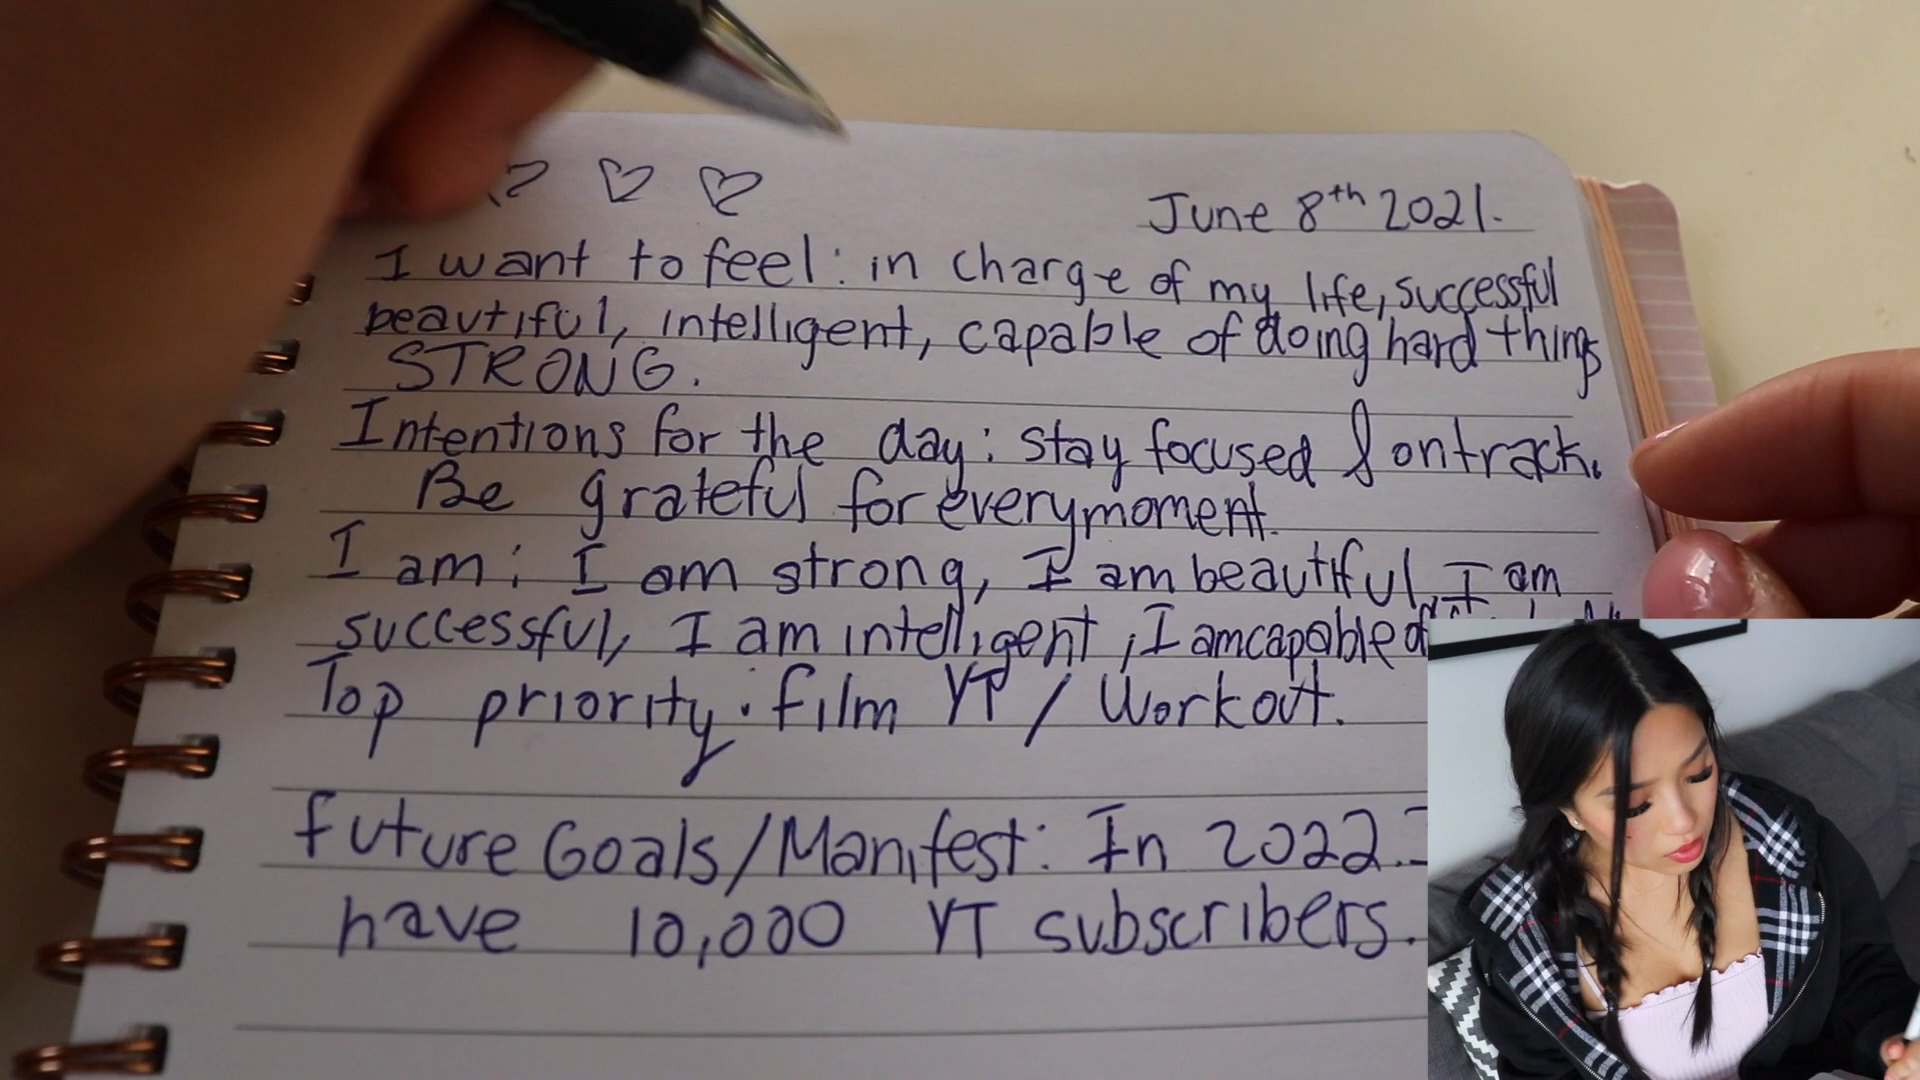 June 8th 2021.
I want to feel: in charge of my life, successful
beautiful, intelligent, capable of doing hard things
STRONG.
Intentions for the day: stay focused & on track.
Be grateful for every moment.
I am: I am strong, I am beautiful, I am
successful, I am intelligent, I am capable of
Top priority: film YT / Workout.
Future Goals/Manifest: In 2022
have 10,000 YT subscribers.